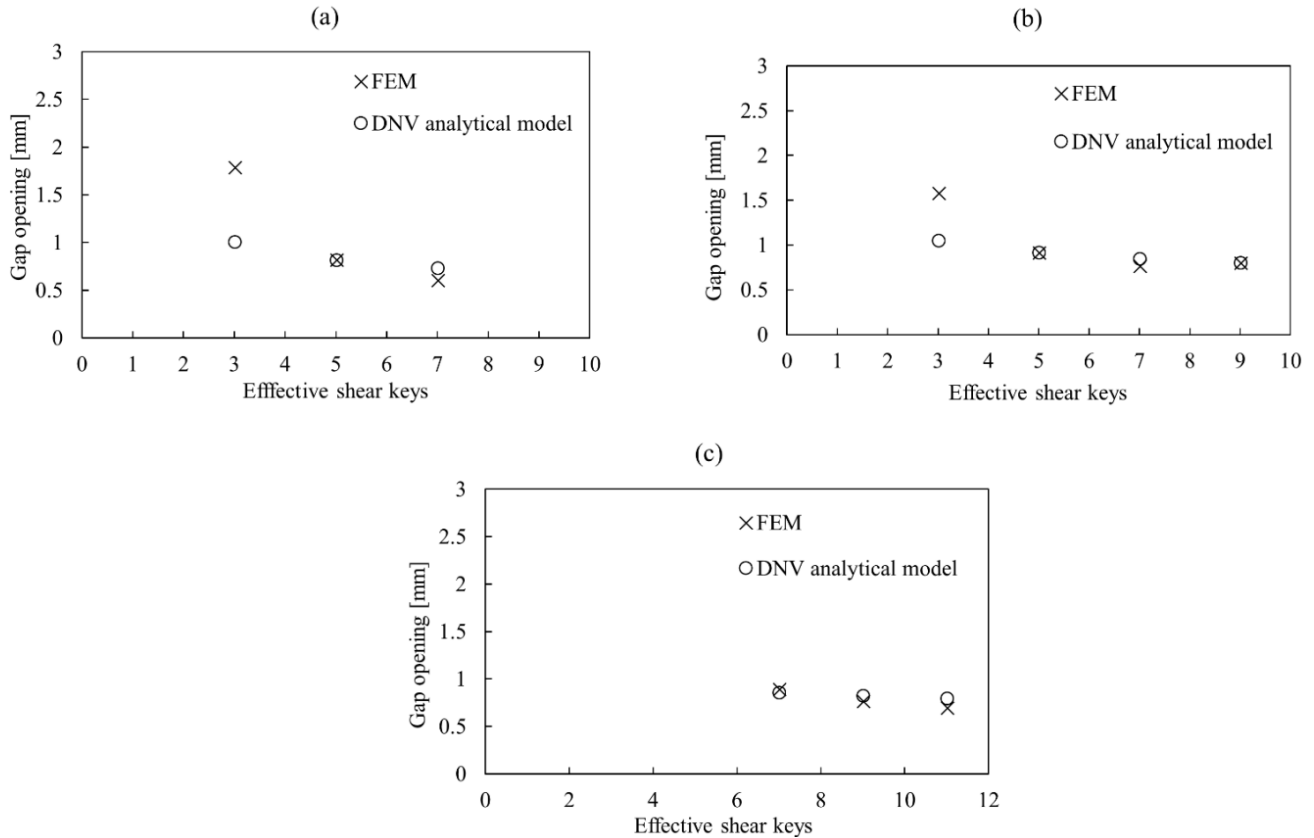 (a)
3
2.5
2
1.5
1
0.5
0
Gap opening [mm]
FEM
DNV analytical model
0 1 2 3 4 5 6 7 8 9 10
Efffective shear keys
(b)
3
2.5
2
1.5
1
0.5
0
Gap opening [mm]
FEM
DNV analytical model
0 1 2 3 4 5 6 7 8 9 10
Effective shear keys
(c)
3
2.5
2
1.5
1
0.5
0
Gap opening [mm]
FEM
DNV analytical model
0 2 4 6 8 10 12
Effective shear keys